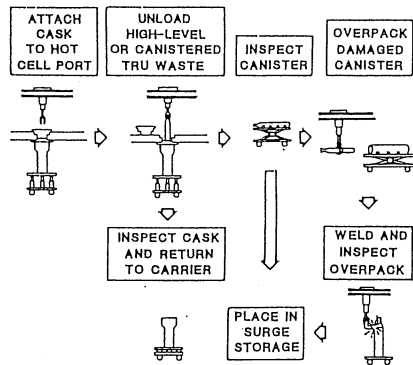 ATTACH
CASK
TO HOT
CELL PORT
UNLOAD
HIGH-LEVEL
OR CANISTERED
TRU WASTE
INSPECT
CANISTER
OVERPACK
DAMAGED
CANISTER
INSPECT CASK
AND RETURN
TO CARRIER
WELD AND
INSPECT
OVERPACK
PLACE IN
SURGE
STORAGE